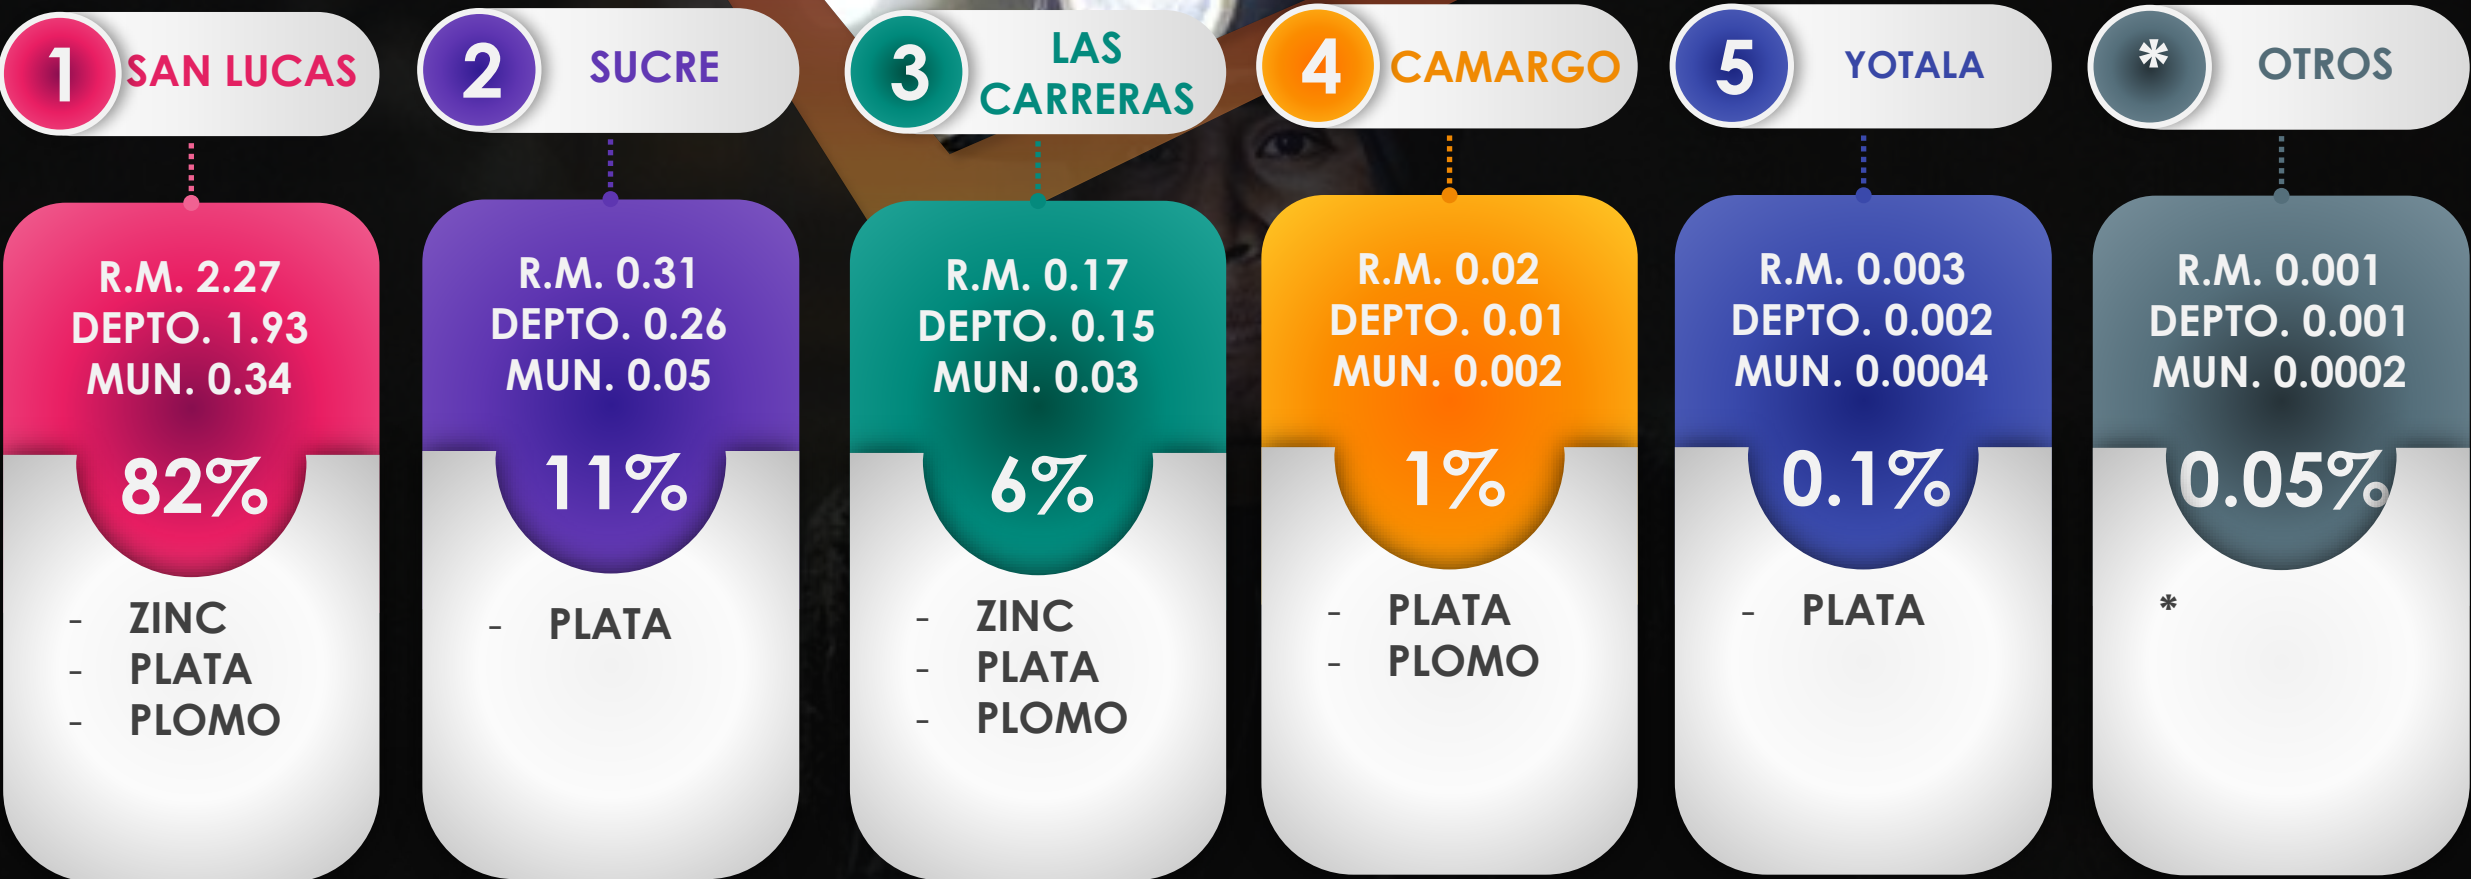 1 SAN LUCAS
R.M. 2.27
DEPTO. 1.93
MUN. 0.34
82%
- ZINC
- PLATA
- PLOMO
2 SUCRE
R.M. 0.31
DEPTO. 0.26
MUN. 0.05
11%
- PLATA
3 LAS
CARRERAS
R.M. 0.17
DEPTO. 0.15
MUN. 0.03
6%
- ZINC
- PLATA
- PLOMO
4 CAMARGO
R.M. 0.02
DEPTO. 0.01
MUN. 0.002
1%
- PLATA
- PLOMO
5 YOTALA
R.M. 0.003
DEPTO. 0.002
MUN. 0.0004
0.1%
- PLATA
* OTROS
R.M. 0.001
DEPTO. 0.001
MUN. 0.0002
0.05%
*